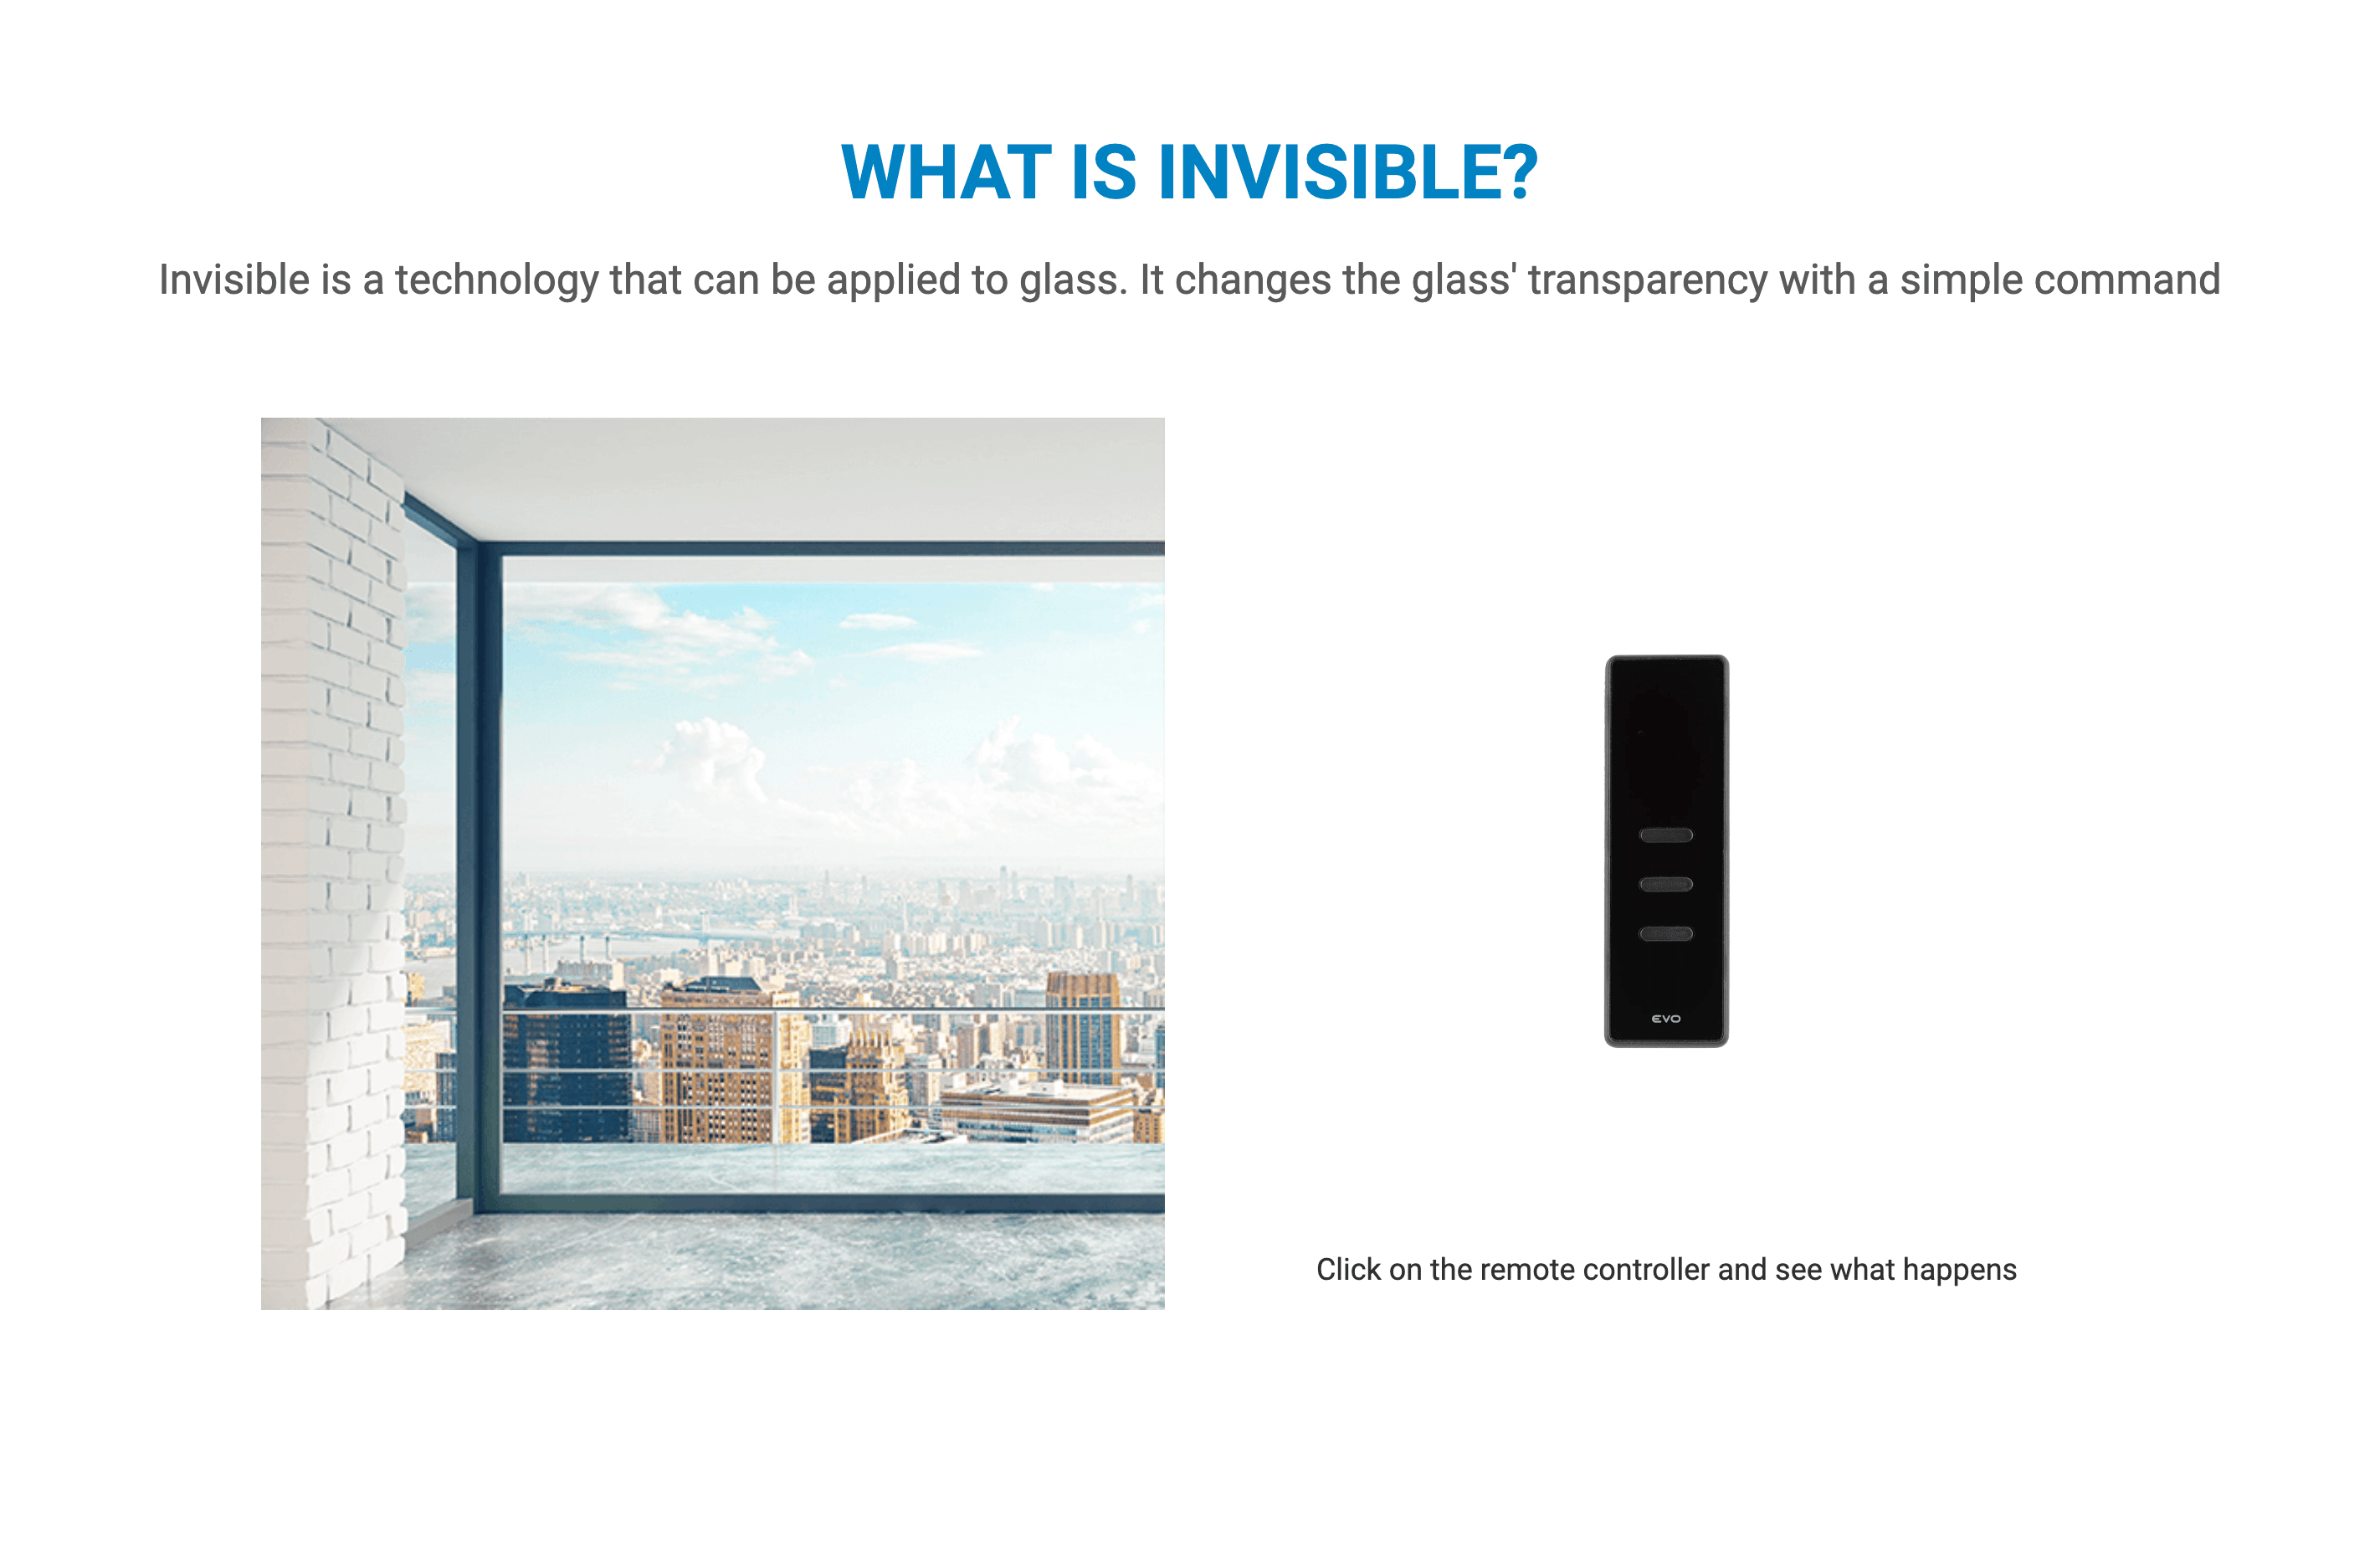 WHAT IS INVISIBLE?
Invisible is a technology that can be applied to glass. It changes the glass' transparency with a simple command
EVO
Click on the remote controller and see what happens